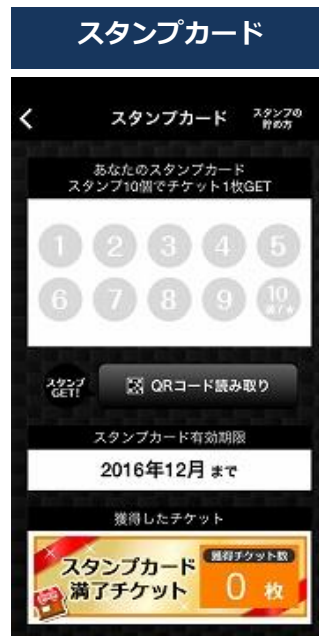 スタンプカード
スタンプカード
スタンプの
貯め方
あなたのスタンプカード
スタンプ10個でチケット1枚GET
1 2 3 4 5
6 7 8 9 10
スタンプ
GET!
QRコード読み取り
スタンプカード有効期限
2016年12月 まで
獲得したチケット
スタンプカード
満了チケット
獲得チケット数
0 枚